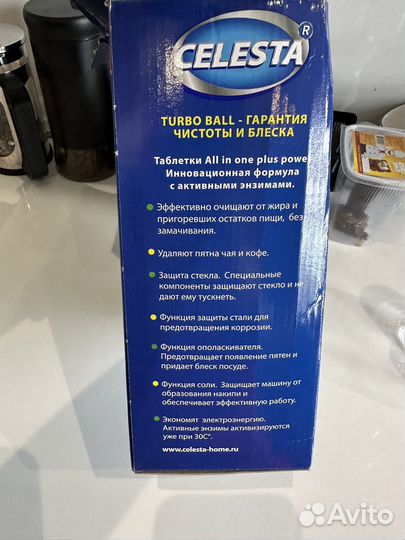 CELESTA®
TURBO BALL - ГАРАНТИЯ
ЧИСТОТЫ И БЛЕСКА
Таблетки All in one plus power
Инновационная формула
с активными энзимами.
Эффективно очищают от жира и
пригоревших остатков пищи, без
замачивания.
Удаляют пятна чая и кофе.
Защита стекла. Специальные
компоненты защищают стекло и не
дают ему тускнеть.
Функция защиты стали для
предотвращения коррозии.
Функция ополаскивателя.
Предотвращает появление пятен и
придает блеск посуде.
Функция соли. Защищает машину от
образования накипи и
обеспечивает эффективную работу.
Экономят электроэнергию.
Активные энзимы активизируются
уже при 30С°.
www.celesta-home.ru
Avito